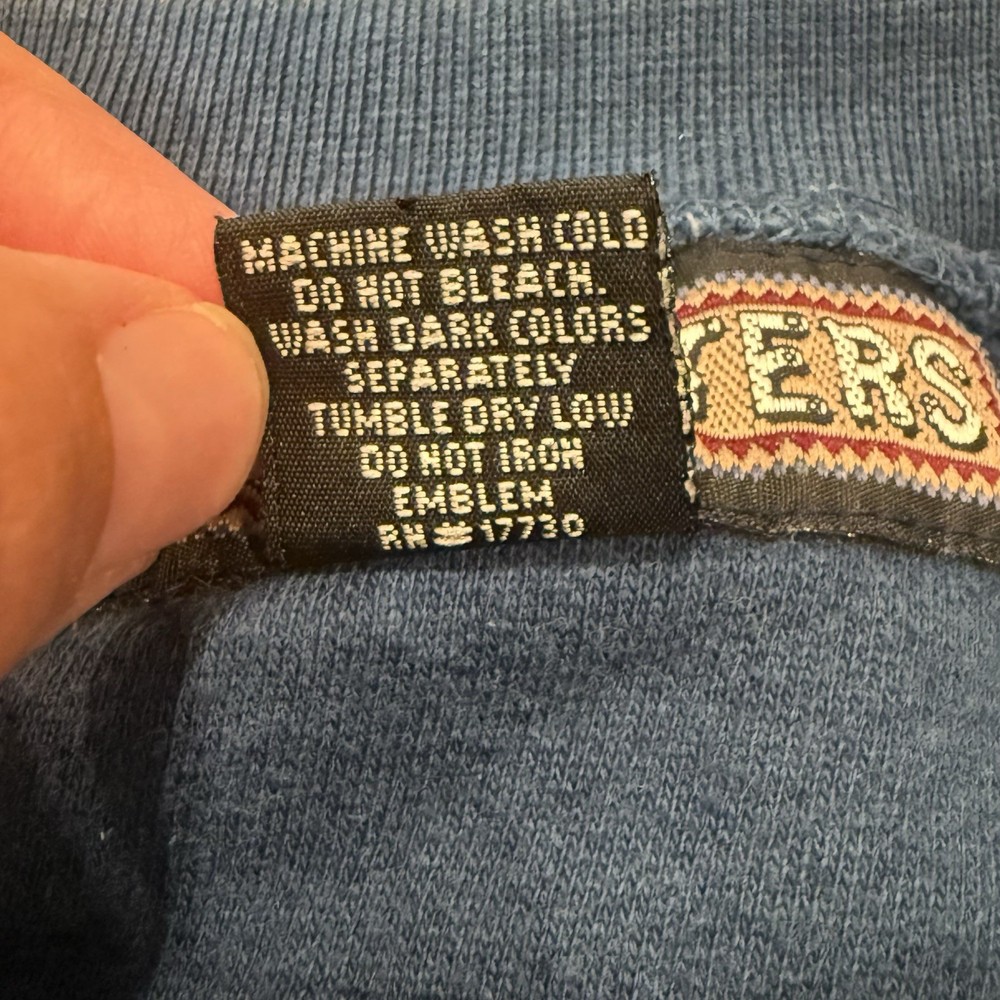 MACHINE WASH COLD
DO NOT BLEACH.
WASH DARK COLORS
SEPARATELY
TUMBLE DRY LOW
DO NOT IRON
EMBLEM
RN# 17730
ERS